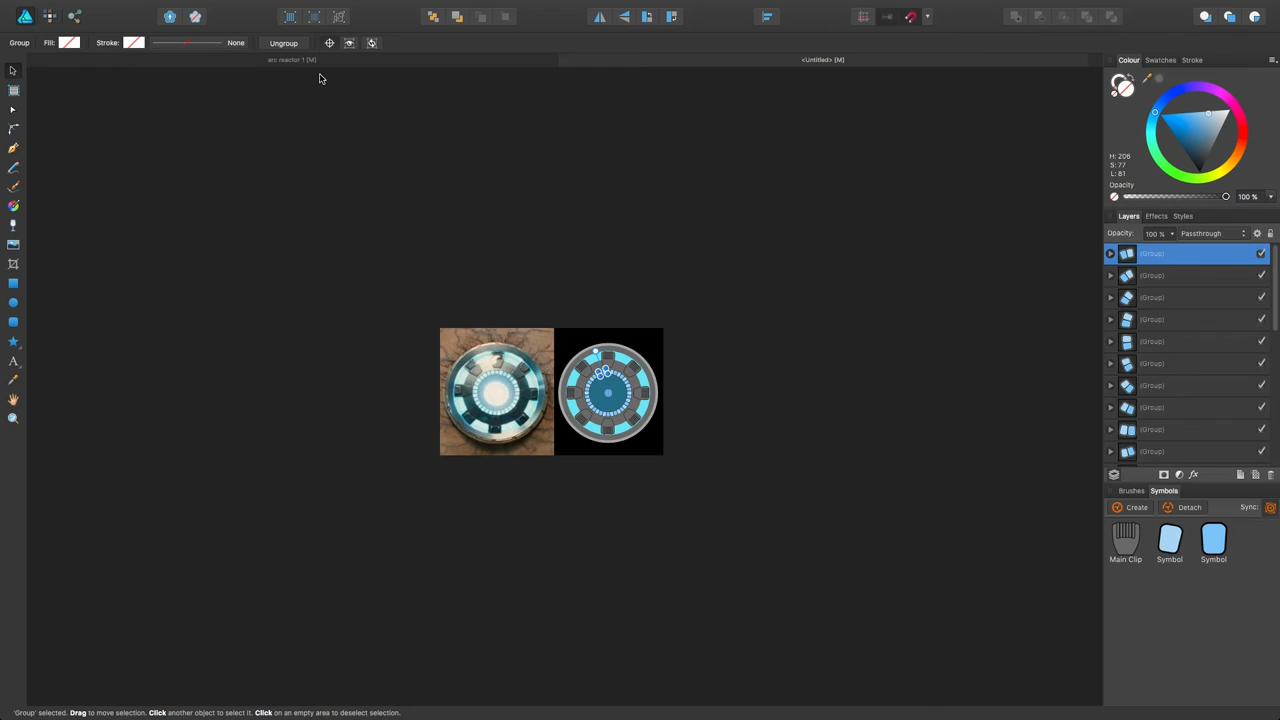 Group Fill: Stroke: None Ungroup
arc reactor 1 [M] <Untitled> [M]
Colour Swatches Stroke
H: 206
S: 77
L: 81
Opacity
100 %
Layers Effects Styles
Opacity: 100 % Passthrough
(Group)
(Group)
(Group)
(Group)
(Group)
(Group)
(Group)
(Group)
(Group)
(Group)
fx
Brushes Symbols
Create Detach Sync:
Main Clip Symbol Symbol
'Group' selected. Drag to move selection. Click another object to select it. Click on an empty area to deselect selection.